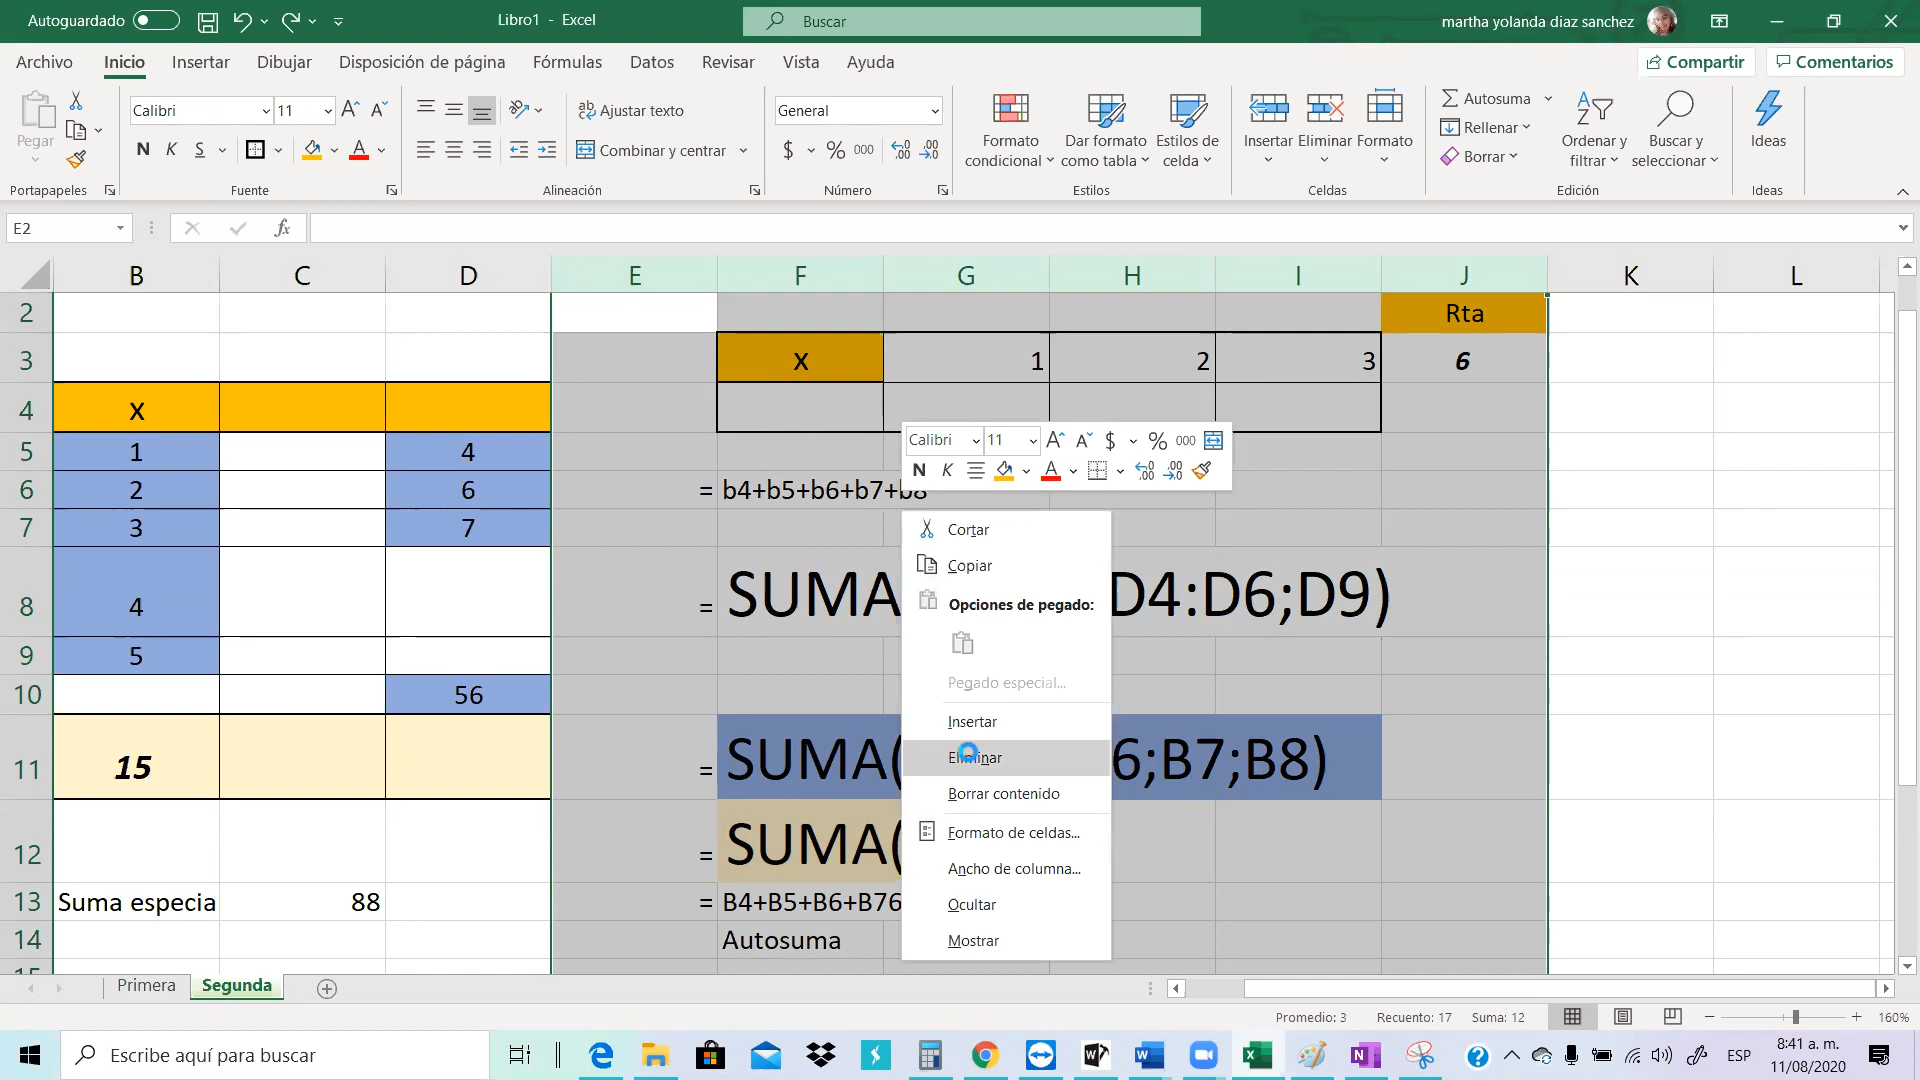 Autoguardado
Libro1 - Excel
Buscar
martha yolanda diaz sanchez
Archivo Inicio Insertar Dibujar Disposición de página Fórmulas Datos Revisar Vista Ayuda
Compartir Comentarios
Pegar
Portapapeles
Calibri 11
N K S
Fuente
Ajustar texto
Combinar y centrar
Alineación
General
$ % 000
Número
Formato condicional
Dar formato como tabla
Estilos de celda
Estilos
Insertar Eliminar Formato
Celdas
Autosuma
Rellenar
Borrar
Ordenar y filtrar
Buscar y seleccionar
Edición
Ideas
Ideas
E2
fx
B C D E F G H I J K L
2 Rta
3 X 1 2 3 6
4 X
5 1 4
6 2 6 = b4+b5+b6+b7+b8
7 3 7
8 4 = SUMA D4:D6;D9)
9 5
10 56
11 15 = SUMA( 6;B7;B8)
12 = SUMA(
13 Suma especia 88 = B4+B5+B6+B76
14 Autosuma
15
Calibri 11 $ % 000
N K A
Cortar
Copiar
Opciones de pegado:
Pegado especial...
Insertar
Eliminar
Borrar contenido
Formato de celdas...
Ancho de columna...
Ocultar
Mostrar
Primera Segunda
Promedio: 3 Recuento: 17 Suma: 12
160%
Escribe aquí para buscar
ESP
8:41 a. m.
11/08/2020